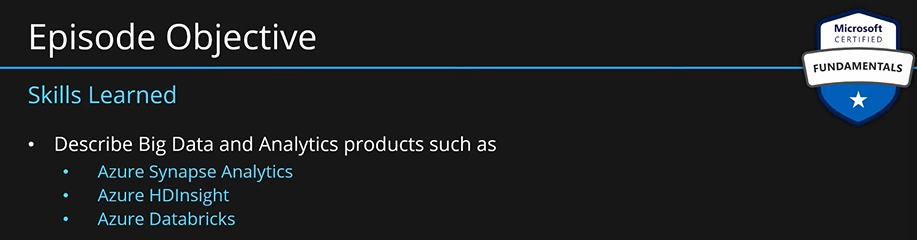 Episode Objective
Microsoft
CERTIFIED
FUNDAMENTALS
Skills Learned
• Describe Big Data and Analytics products such as
• Azure Synapse Analytics
• Azure HDInsight
• Azure Databricks